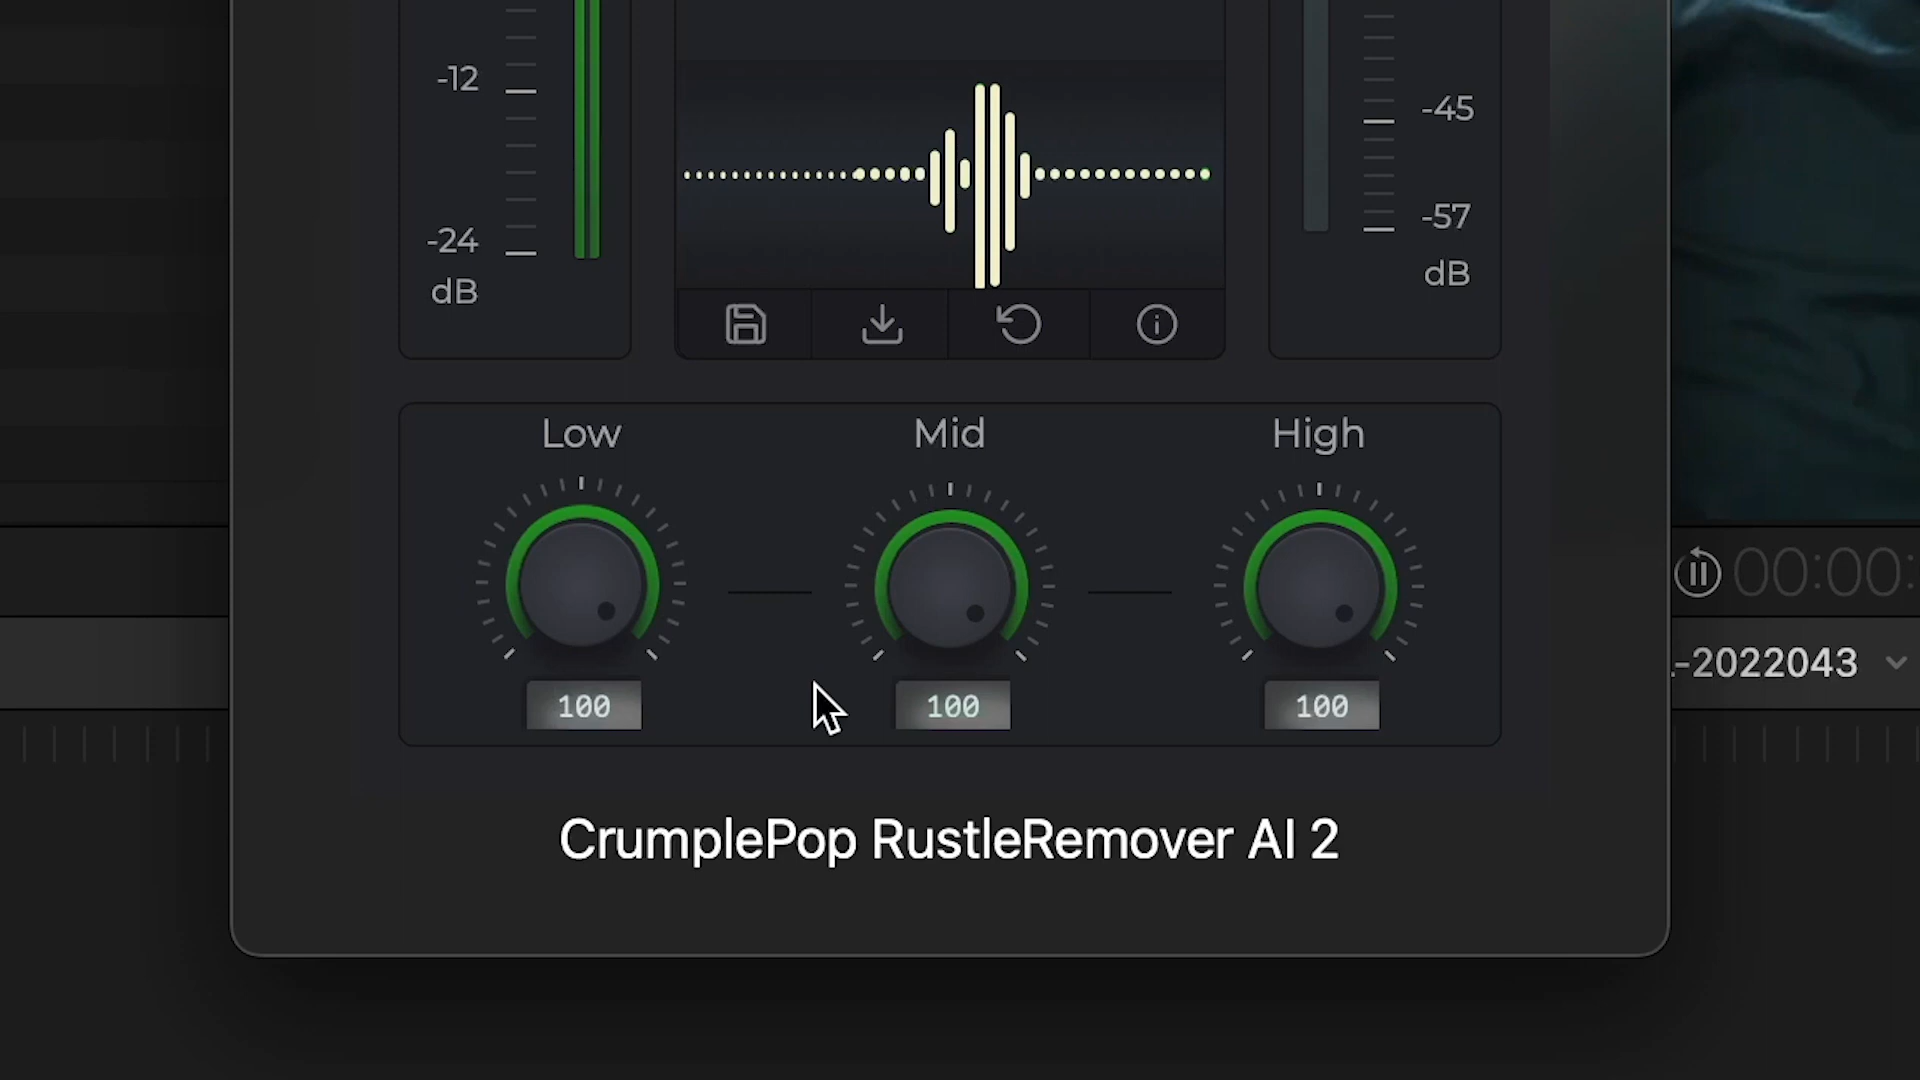 -12
-24
dB
-45
-57
dB
Low
Mid
High
100
100
100
00:00:
-2022043
CrumplePop RustleRemover AI 2